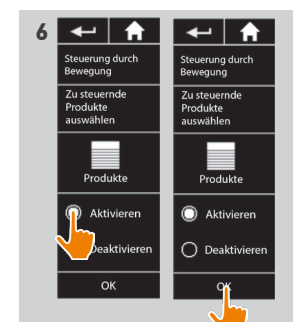 6
Steuerung durch
Bewegung
Zu steuernde
Produkte
auswählen
Produkte
Aktivieren
Deaktivieren
OK
Steuerung durch
Bewegung
Zu steuernde
Produkte
auswählen
Produkte
Aktivieren
Deaktivieren
OK